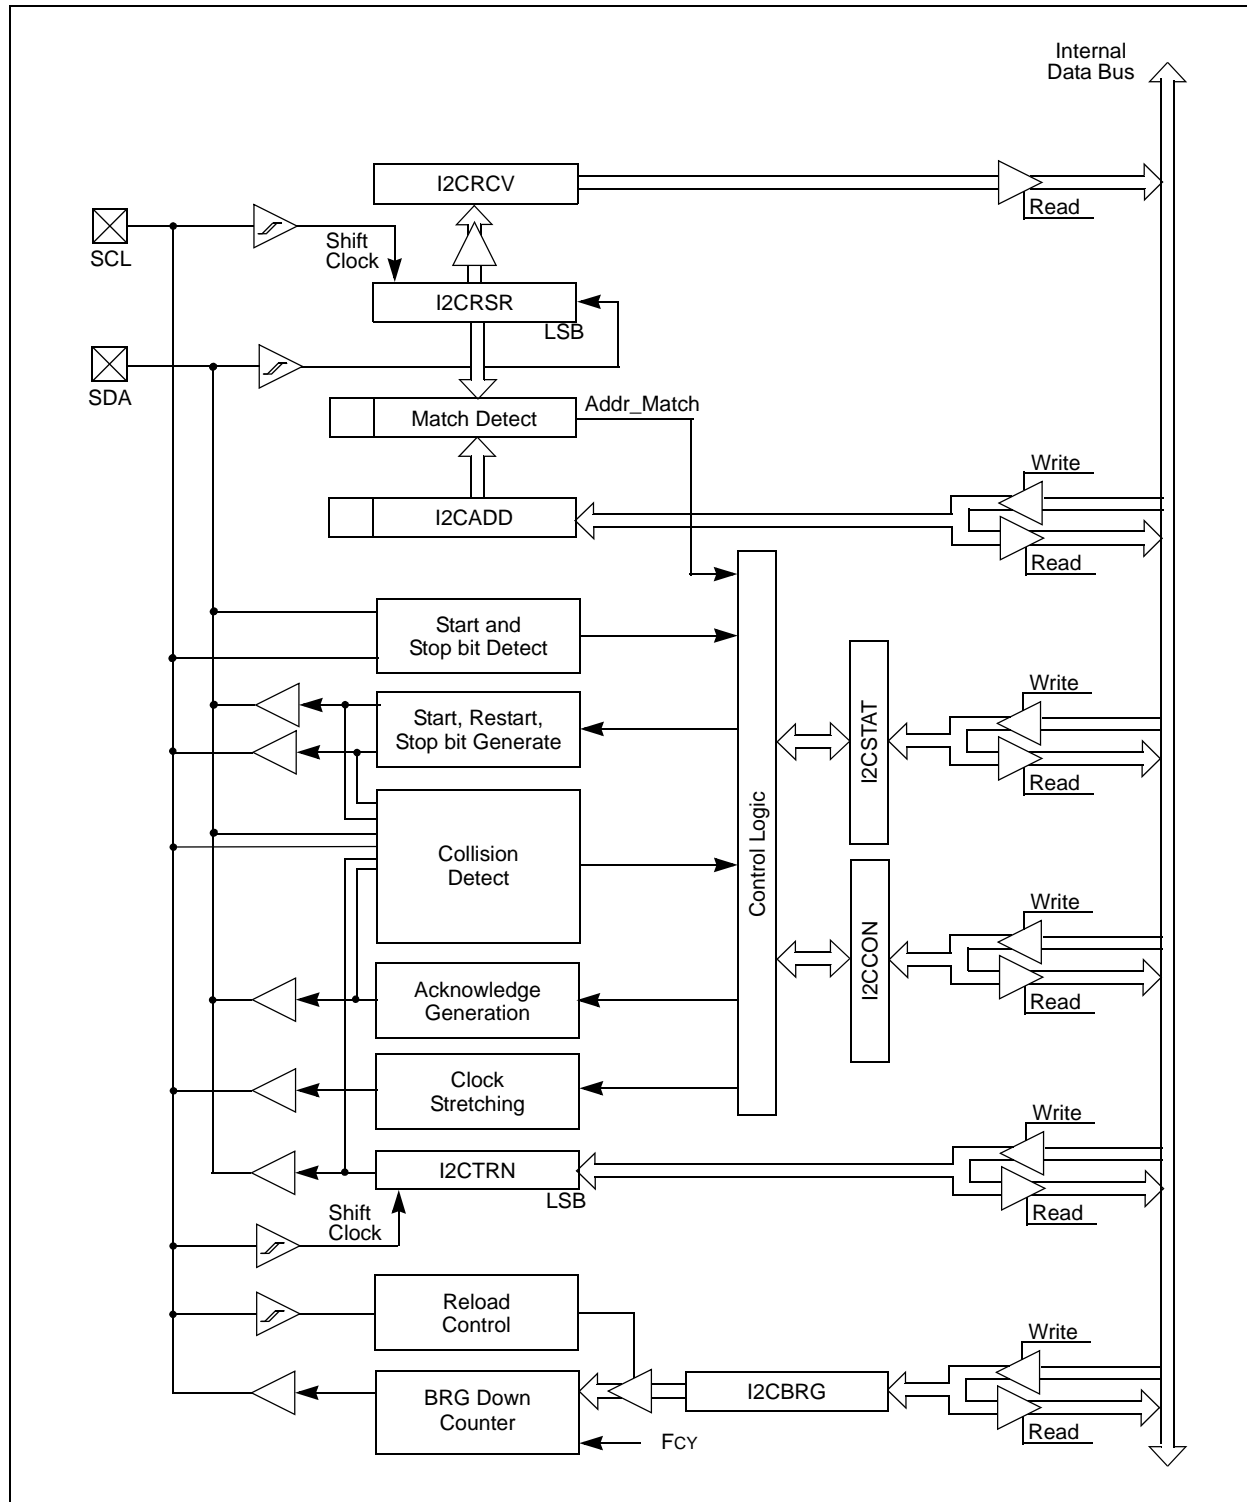 Internal
Data Bus
I2CRCV
Read
SCL
Shift
Clock
I2CRSR
LSB
SDA
Addr_Match
Match Detect
Write
I2CADD
Read
Start and
Stop bit Detect
Write
Start, Restart,
Stop bit Generate
I2CSTAT
Read
Control Logic
Collision
Detect
Write
I2CCON
Acknowledge
Generation
Read
Clock
Stretching
Write
I2CTRN
LSB
Shift
Clock
Read
Reload
Control
Write
BRG Down
Counter
I2CBRG
FCY
Read